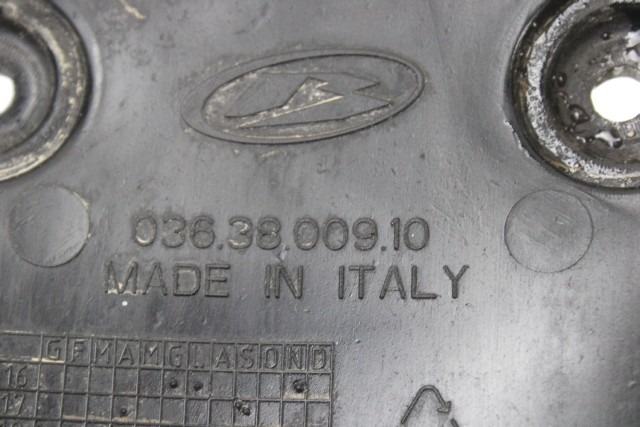 036.38.009.10
MADE IN ITALY
GFMAMGLASOND
16
17